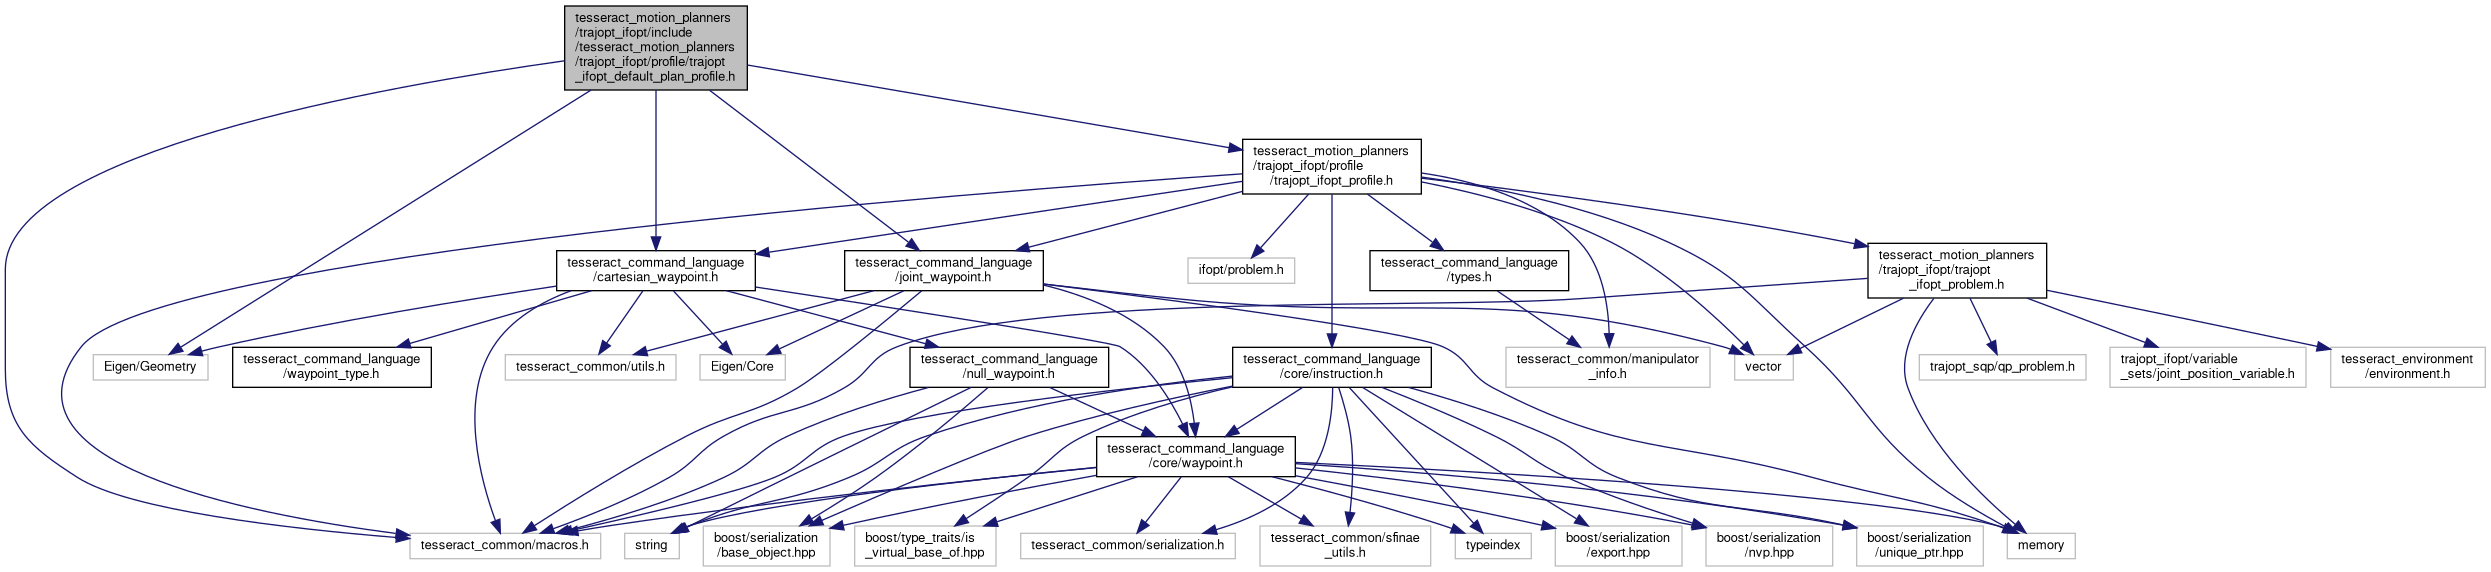 tesseract_motion_planners
/trajopt_ifopt/include
/tesseract_motion_planners
/trajopt_ifopt/profile/trajopt
_ifopt_default_plan_profile.h
tesseract_motion_planners
/trajopt_ifopt/profile
/trajopt_ifopt_profile.h
tesseract_command_language
/cartesian_waypoint.h
tesseract_command_language
/joint_waypoint.h
ifopt/problem.h
tesseract_command_language
/types.h
tesseract_motion_planners
/trajopt_ifopt/trajopt
_ifopt_problem.h
Eigen/Geometry
tesseract_command_language
/waypoint_type.h
tesseract_common/utils.h
Eigen/Core
tesseract_command_language
/null_waypoint.h
tesseract_command_language
/core/instruction.h
tesseract_common/manipulator
_info.h
vector
trajopt_sqp/qp_problem.h
trajopt_ifopt/variable
_sets/joint_position_variable.h
tesseract_environment
/environment.h
tesseract_command_language
/core/waypoint.h
tesseract_common/macros.h
string
boost/serialization
/base_object.hpp
boost/type_traits/is
_virtual_base_of.hpp
tesseract_common/serialization.h
tesseract_common/sfinae
_utils.h
typeindex
boost/serialization
/export.hpp
boost/serialization
/nvp.hpp
boost/serialization
/unique_ptr.hpp
memory